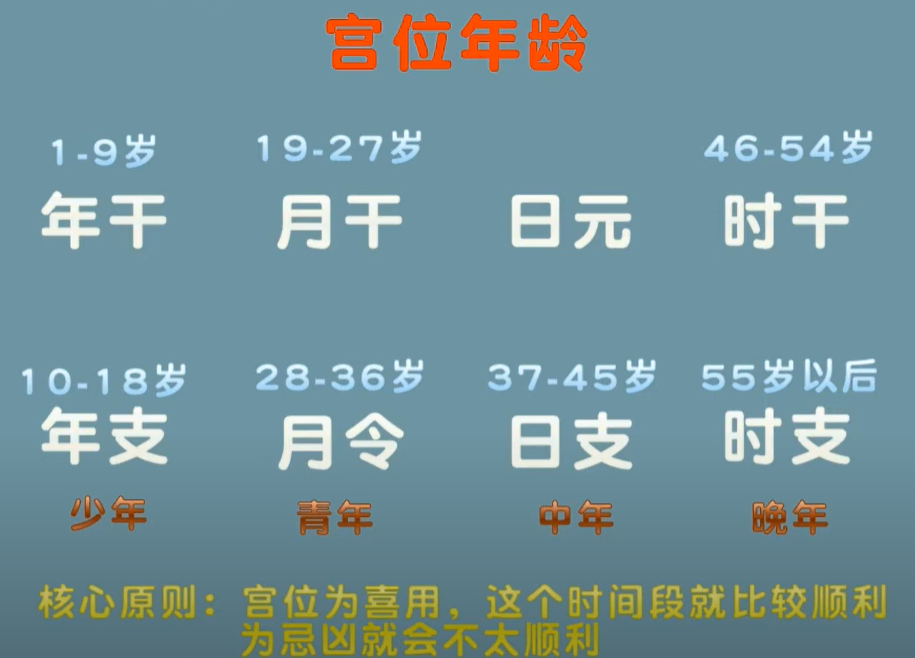 宫位年龄
1-9岁 19-27岁 46-54岁
年干 月干 日元 时干
10-18岁 28-36岁 37-45岁 55岁以后
年支 月令 日支 时支
少年 青年 中年 晚年
核心原则：宫位为喜用，这个时间段就比较顺利
为忌凶就会不太顺利